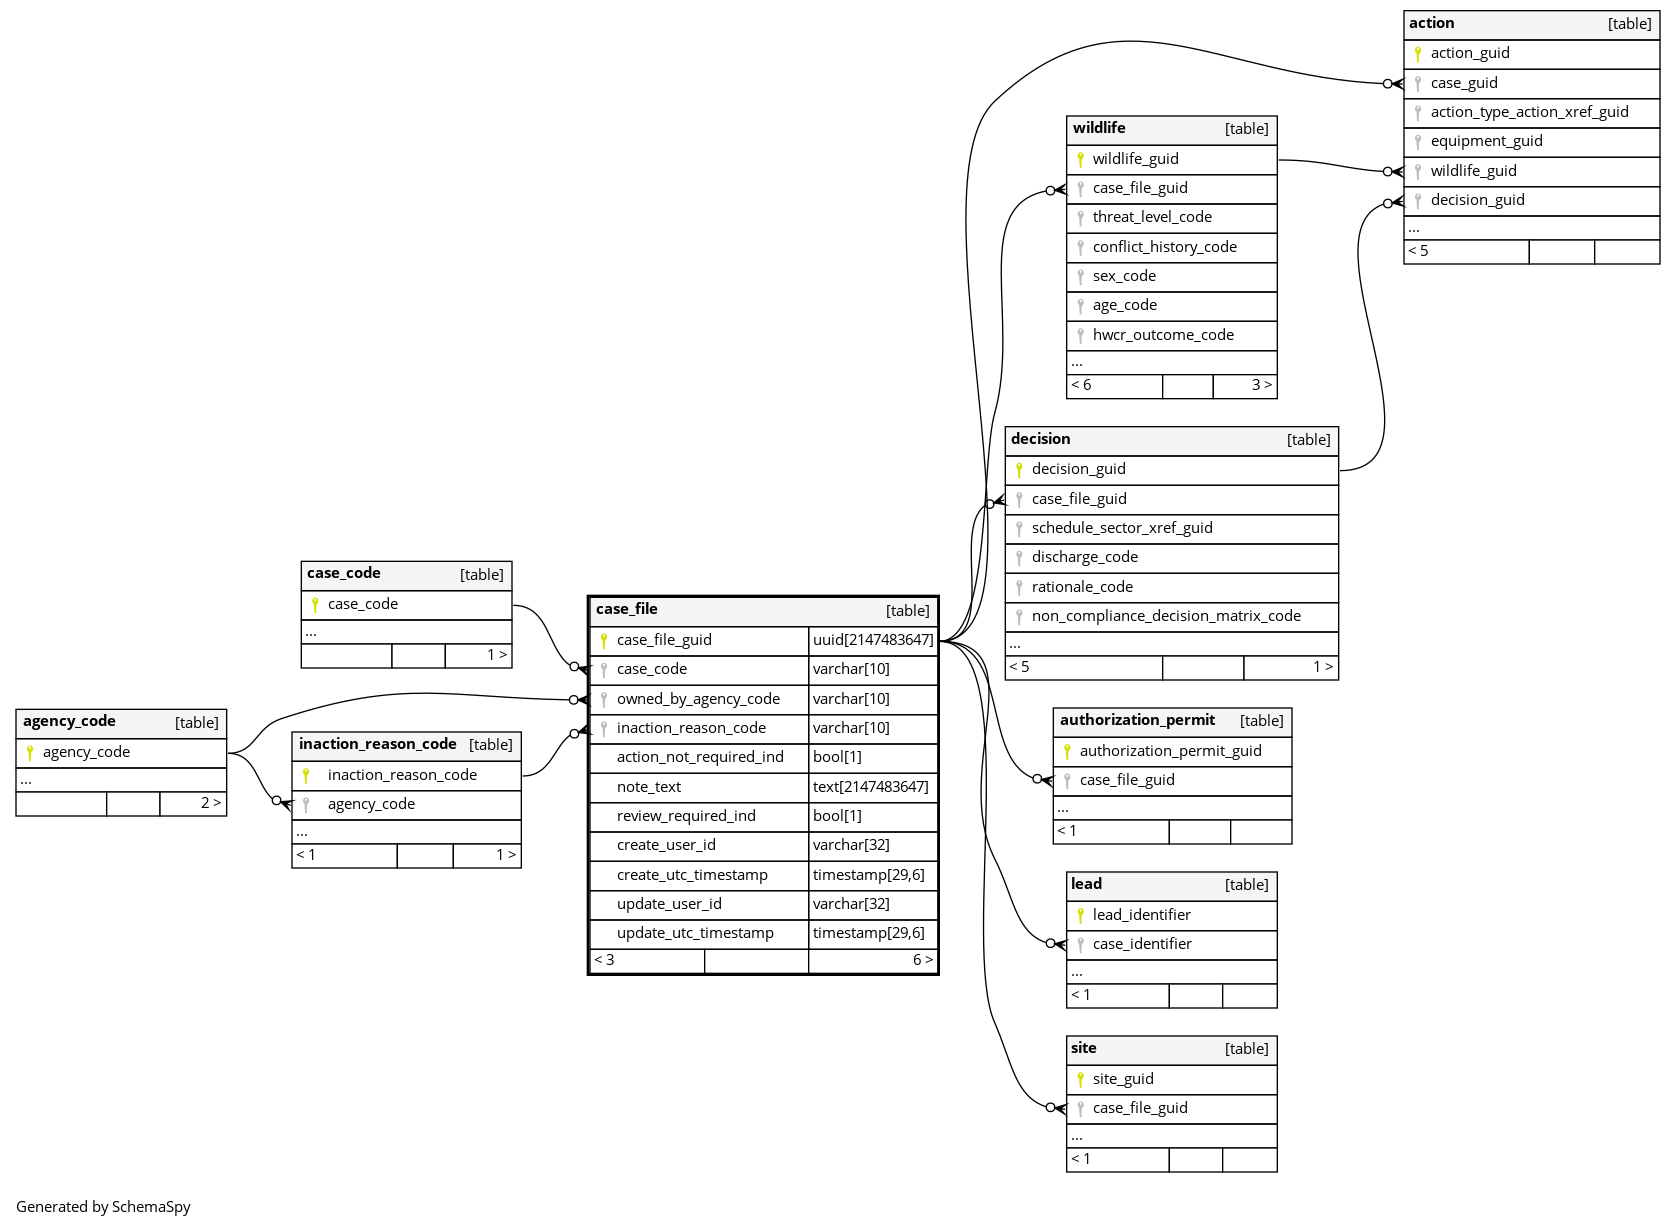 action [table]
action_guid
case_guid
action_type_action_xref_guid
equipment_guid
wildlife_guid
decision_guid
...
< 5
wildlife [table]
wildlife_guid
case_file_guid
threat_level_code
conflict_history_code
sex_code
age_code
hwcr_outcome_code
...
< 6 3 >
decision [table]
decision_guid
case_file_guid
schedule_sector_xref_guid
discharge_code
rationale_code
non_compliance_decision_matrix_code
...
< 5 1 >
case_code [table]
case_code
...
1 >
agency_code [table]
agency_code
...
2 >
inaction_reason_code [table]
inaction_reason_code
agency_code
...
< 1 1 >
case_file [table]
case_file_guid uuid[2147483647]
case_code varchar[10]
owned_by_agency_code varchar[10]
inaction_reason_code varchar[10]
action_not_required_ind bool[1]
note_text text[2147483647]
review_required_ind bool[1]
create_user_id varchar[32]
create_utc_timestamp timestamp[29,6]
update_user_id varchar[32]
update_utc_timestamp timestamp[29,6]
< 3 6 >
authorization_permit [table]
authorization_permit_guid
case_file_guid
...
< 1
lead [table]
lead_identifier
case_identifier
...
< 1
site [table]
site_guid
case_file_guid
...
< 1
Generated by SchemaSpy